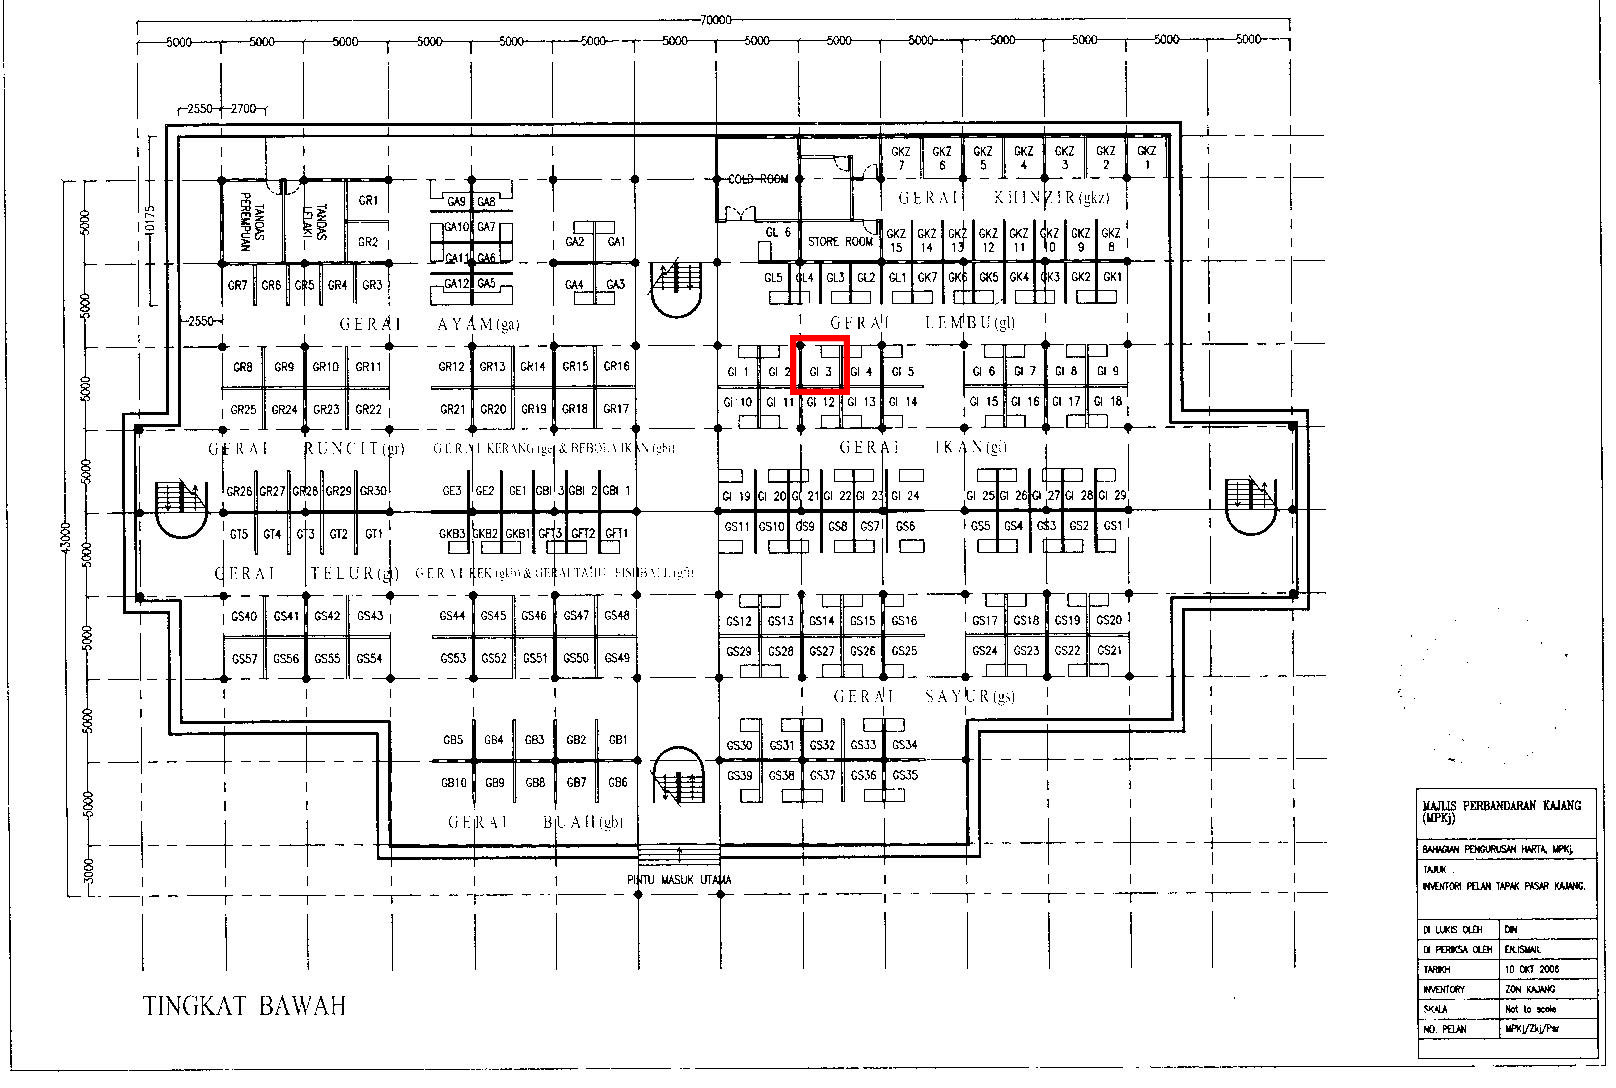 70000
5000 5000 5000 5000 5000 5000 5000 5000 5000 5000 5000 5000 5000 5000
2550 2700
GKZ 7 GKZ 6 GKZ 5 GKZ 4 GKZ 3 GKZ 2 GKZ 1
COLD ROOM
GERAI KHINZIR(gkz)
TANDAS PEREMPUAN
TANDAS LELAKI
GR1
GR2
GA9 GA8
GA10 GA7
GA11 GA6
GA12 GA5
GA2 GA1
GA4 GA3
GL 6
STORE ROOM
GKZ 15 GKZ 14 GKZ 13 GKZ 12 GKZ 11 GKZ 10 GKZ 9 GKZ 8
GR7 GR6 GR5 GR4 GR3
GL5 GL4 GL3 GL2 GL1 GK7 GK6 GK5 GK4 GK3 GK2 GK1
10175
2550
43000
5000
5000
5000
5000
5000
5000
5000
5000
3000
GERAI AYAM(ga)
GERAI LEMBU(gl)
GR8 GR9 GR10 GR11 GR12 GR13 GR14 GR15 GR16
GI 1 GI 2 GI 3 GI 4 GI 5 GI 6 GI 7 GI 8 GI 9
GR25 GR24 GR23 GR22 GR21 GR20 GR19 GR18 GR17
GI 10 GI 11 GI 12 GI 13 GI 14 GI 15 GI 16 GI 17 GI 18
GERAI RUNCIT(gr)
GERAI KERANG(ge) & BEBOLA IKAN(gbi)
GERAI IKAN(gi)
GR26 GR27 GR28 GR29 GR30 GE3 GE2 GE1 GBI 3 GBI 2 GBI 1
GI 19 GI 20 GI 21 GI 22 GI 23 GI 24 GI 25 GI 26 GI 27 GI 28 GI 29
GT5 GT4 GT3 GT2 GT1 GKB3 GKB2 GKB1 GFT3 GFT2 GFT1
GS11 GS10 GS9 GS8 GS7 GS6 GS5 GS4 GS3 GS2 GS1
GERAI TELUR(gt)
GERAI KEK(gkb) & GERAI TAHU FISHBALL(gft)
GS40 GS41 GS42 GS43 GS44 GS45 GS46 GS47 GS48
GS12 GS13 GS14 GS15 GS16 GS17 GS18 GS19 GS20
GS57 GS56 GS55 GS54 GS53 GS52 GS51 GS50 GS49
GS29 GS28 GS27 GS26 GS25 GS24 GS23 GS22 GS21
GERAI SAYUR(gs)
GB5 GB4 GB3 GB2 GB1
GS30 GS31 GS32 GS33 GS34
GB10 GB9 GB8 GB7 GB6
GS39 GS38 GS37 GS36 GS35
GERAI BUAH(gb)
PINTU MASUK UTAMA
TINGKAT BAWAH
MAJLIS PERBANDARAN KAJANG
(MPKj)
BAHAGIAN PENGURUSAN HARTA, MPKj.
TAJUK :
INVENTORI PELAN TAPAK PASAR KAJANG.
DI LUKIS OLEH DIN
DI PERIKSA OLEH EN.ISMAIL
TARIKH 10 OKT 2006
INVENTORY ZON KAJANG
SKALA Not to scale
NO. PELAN MPKj/Zkj/Psr